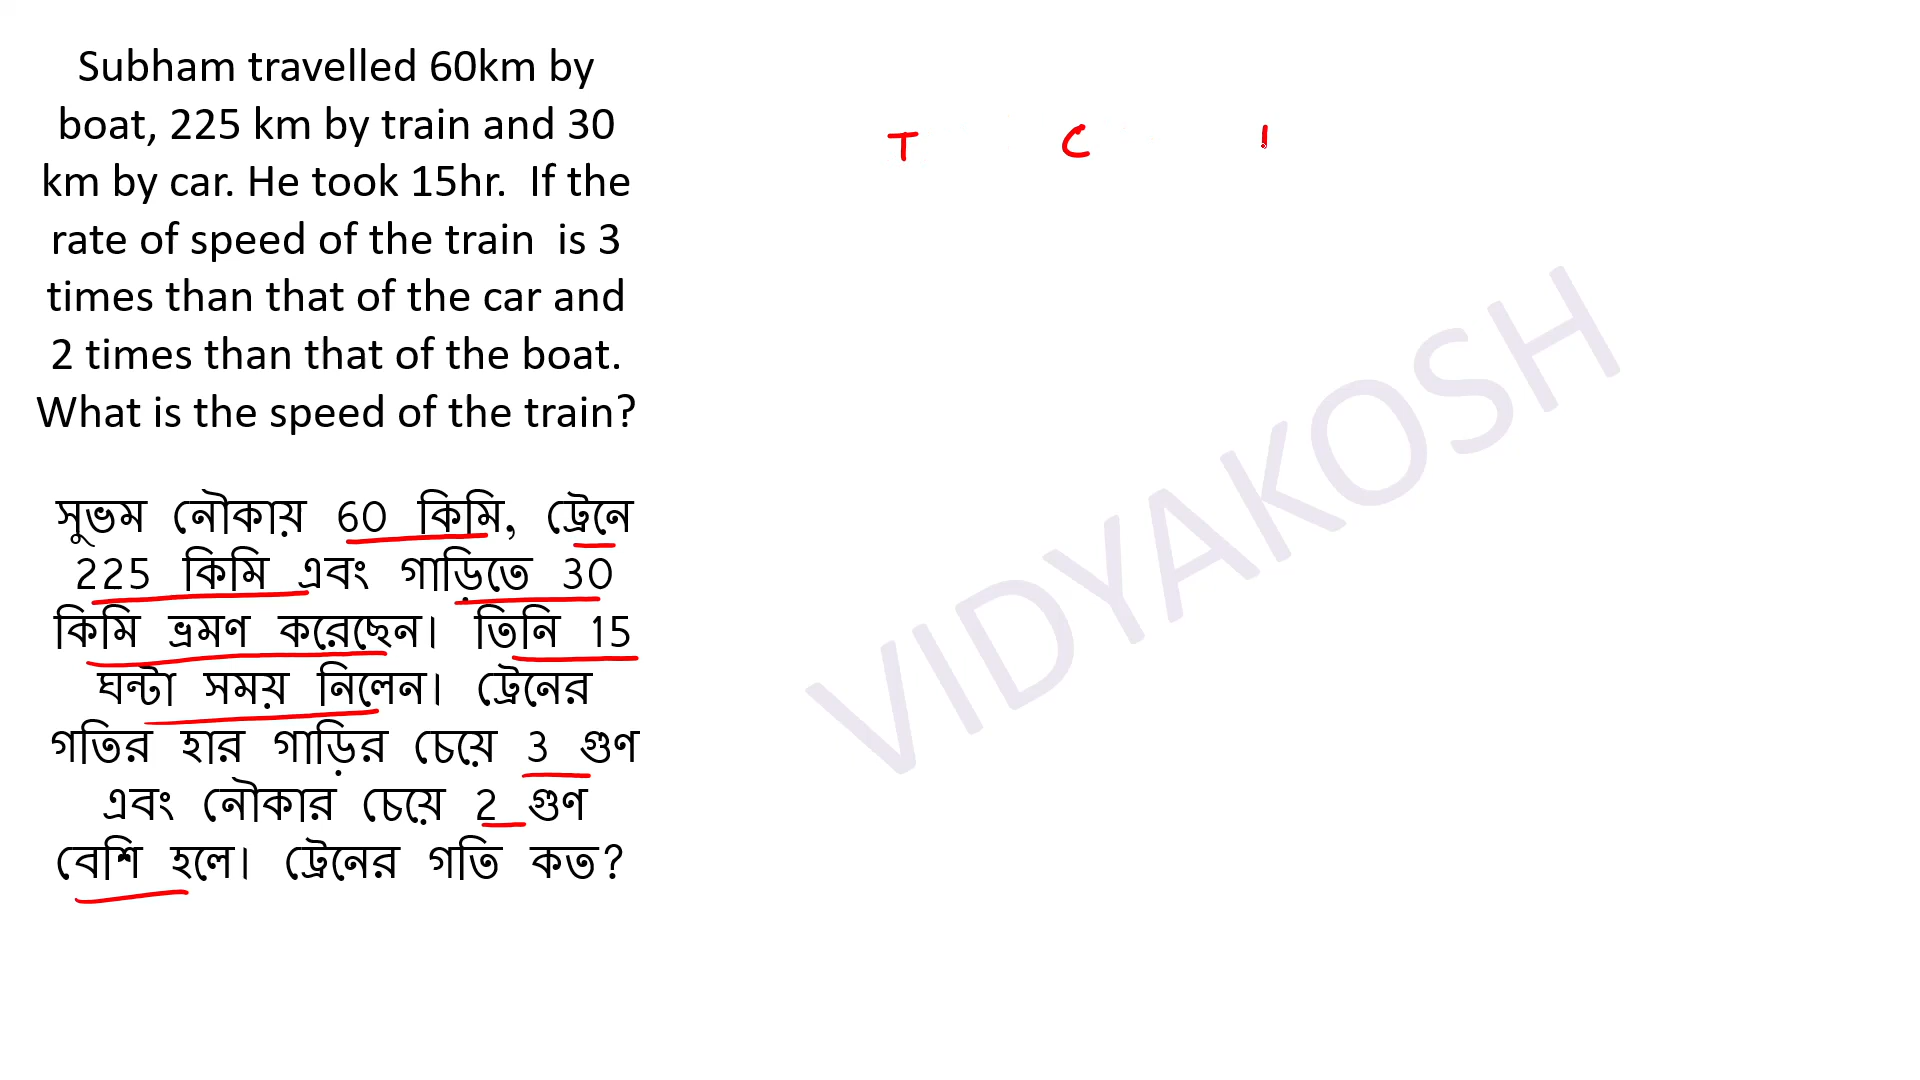 Subham travelled 60km by
boat, 225 km by train and 30
km by car. He took 15hr.  If the
rate of speed of the train  is 3
times than that of the car and
2 times than that of the boat.
What is the speed of the train?
সুভম নৌকায় 60 কিমি, ট্রেনে
225 কিমি এবং গাড়িতে 30
কিমি ভ্রমণ করেছেন। তিনি 15
ঘন্টা সময় নিলেন। ট্রেনের
গতির হার গাড়ির চেয়ে 3 গুণ
এবং নৌকার চেয়ে 2 গুণ
বেশি হলে। ট্রেনের গতি কত?
T C
VIDYAKOSH